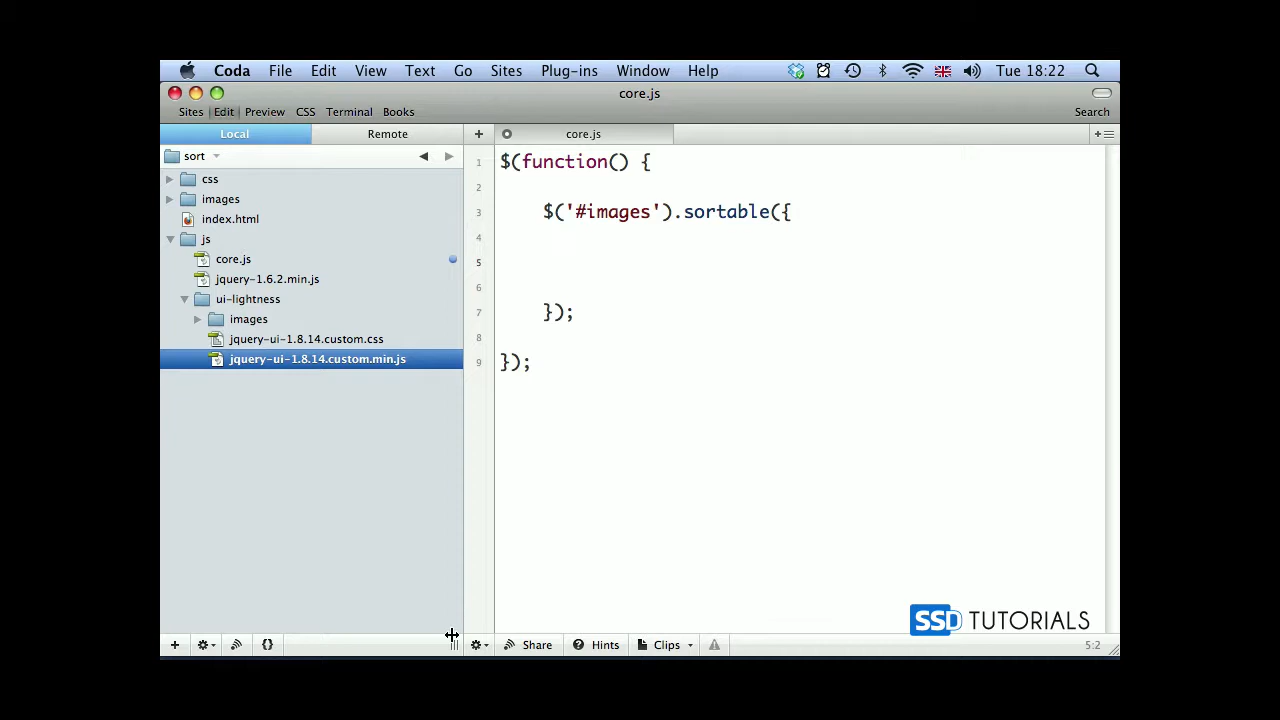 Coda File Edit View Text Go Sites Plug-ins Window Help Tue 18:22
core.js
Sites Edit Preview CSS Terminal Books Search
Local Remote + core.js
sort
css
images
index.html
js
core.js
jquery-1.6.2.min.js
ui-lightness
images
jquery-ui-1.8.14.custom.css
jquery-ui-1.8.14.custom.min.js
1 $(function() {
2
3 $('#images').sortable({
4
5
6
7 });
8
9 });
SSD TUTORIALS
Share Hints Clips 5:2